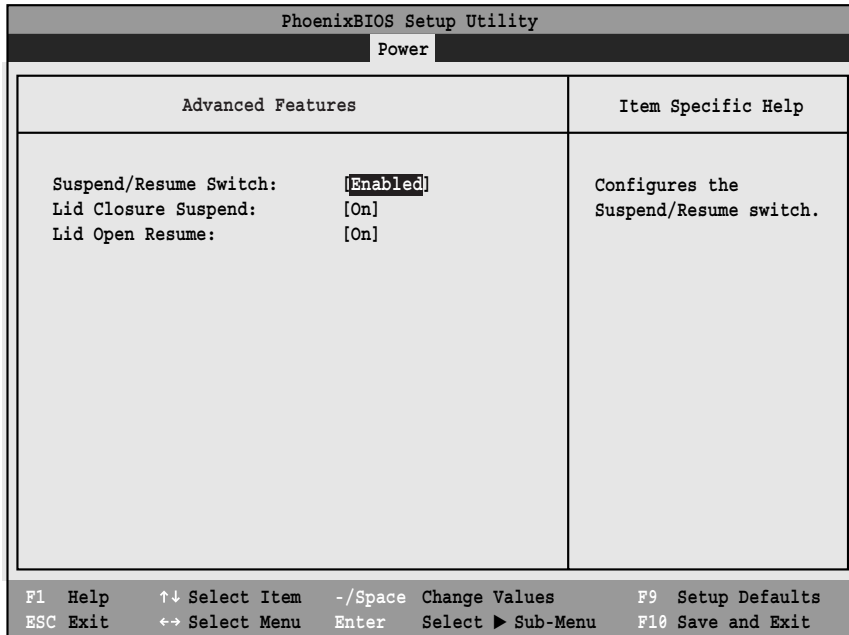 PhoenixBIOS Setup Utility
Power
Advanced Features
Item Specific Help
Suspend/Resume Switch: [Enabled]
Lid Closure Suspend: [On]
Lid Open Resume: [On]
Configures the
Suspend/Resume switch.
F1 Help ↑↓ Select Item -/Space Change Values F9 Setup Defaults
ESC Exit ←→ Select Menu Enter Select ▶ Sub-Menu F10 Save and Exit